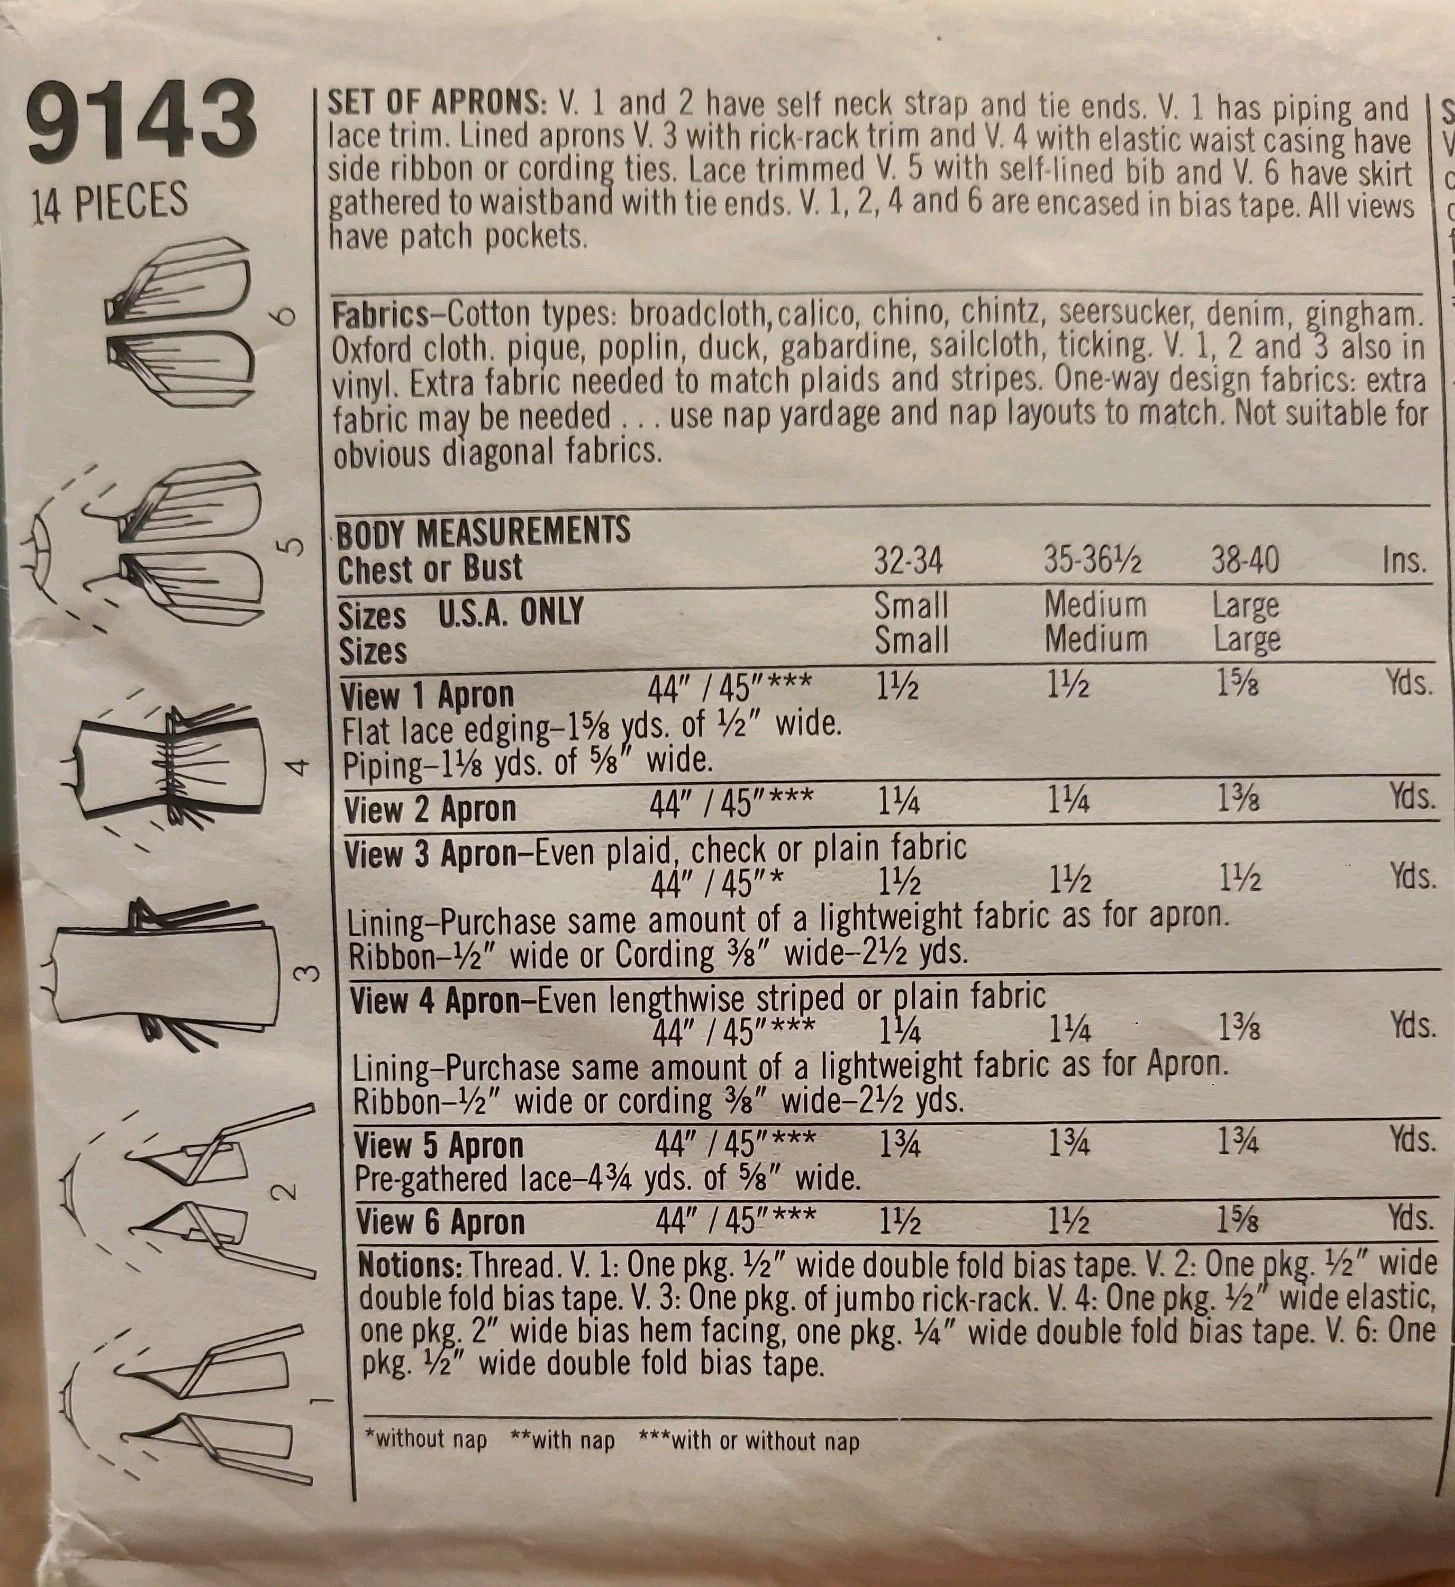 9143
14 PIECES
SET OF APRONS: V. 1 and 2 have self neck strap and tie ends. V. 1 has piping and
lace trim. Lined aprons V. 3 with rick-rack trim and V. 4 with elastic waist casing have
side ribbon or cording ties. Lace trimmed V. 5 with self-lined bib and V. 6 have skirt
gathered to waistband with tie ends. V. 1, 2, 4 and 6 are encased in bias tape. All views
have patch pockets.
Fabrics–Cotton types: broadcloth, calico, chino, chintz, seersucker, denim, gingham.
Oxford cloth. pique, poplin, duck, gabardine, sailcloth, ticking. V. 1, 2 and 3 also in
vinyl. Extra fabric needed to match plaids and stripes. One-way design fabrics: extra
fabric may be needed . . . use nap yardage and nap layouts to match. Not suitable for
obvious diagonal fabrics.
BODY MEASUREMENTS
Chest or Bust 32-34 35-36½ 38-40 Ins.
Sizes U.S.A. ONLY Small Medium Large
Sizes Small Medium Large
View 1 Apron 44" / 45"*** 1½ 1½ 1⅝ Yds.
Flat lace edging–1⅝ yds. of ½" wide.
Piping–1⅛ yds. of ⅝" wide.
View 2 Apron 44" / 45"*** 1¼ 1¼ 1⅜ Yds.
View 3 Apron–Even plaid, check or plain fabric
44" / 45"* 1½ 1½ 1½ Yds.
Lining–Purchase same amount of a lightweight fabric as for apron.
Ribbon–½" wide or Cording ⅜" wide–2½ yds.
View 4 Apron–Even lengthwise striped or plain fabric
44" / 45"*** 1¼ 1¼ 1⅜ Yds.
Lining–Purchase same amount of a lightweight fabric as for Apron.
Ribbon–½" wide or cording ⅜" wide–2½ yds.
View 5 Apron 44" / 45"*** 1¾ 1¾ 1¾ Yds.
Pre-gathered lace–4¾ yds. of ⅝" wide.
View 6 Apron 44" / 45"*** 1½ 1½ 1⅝ Yds.
Notions: Thread. V. 1: One pkg. ½" wide double fold bias tape. V. 2: One pkg. ½" wide
double fold bias tape. V. 3: One pkg. of jumbo rick-rack. V. 4: One pkg. ½" wide elastic,
one pkg. 2" wide bias hem facing, one pkg. ¼" wide double fold bias tape. V. 6: One
pkg. ½" wide double fold bias tape.
*without nap **with nap ***with or without nap
6
5
4
3
2
1